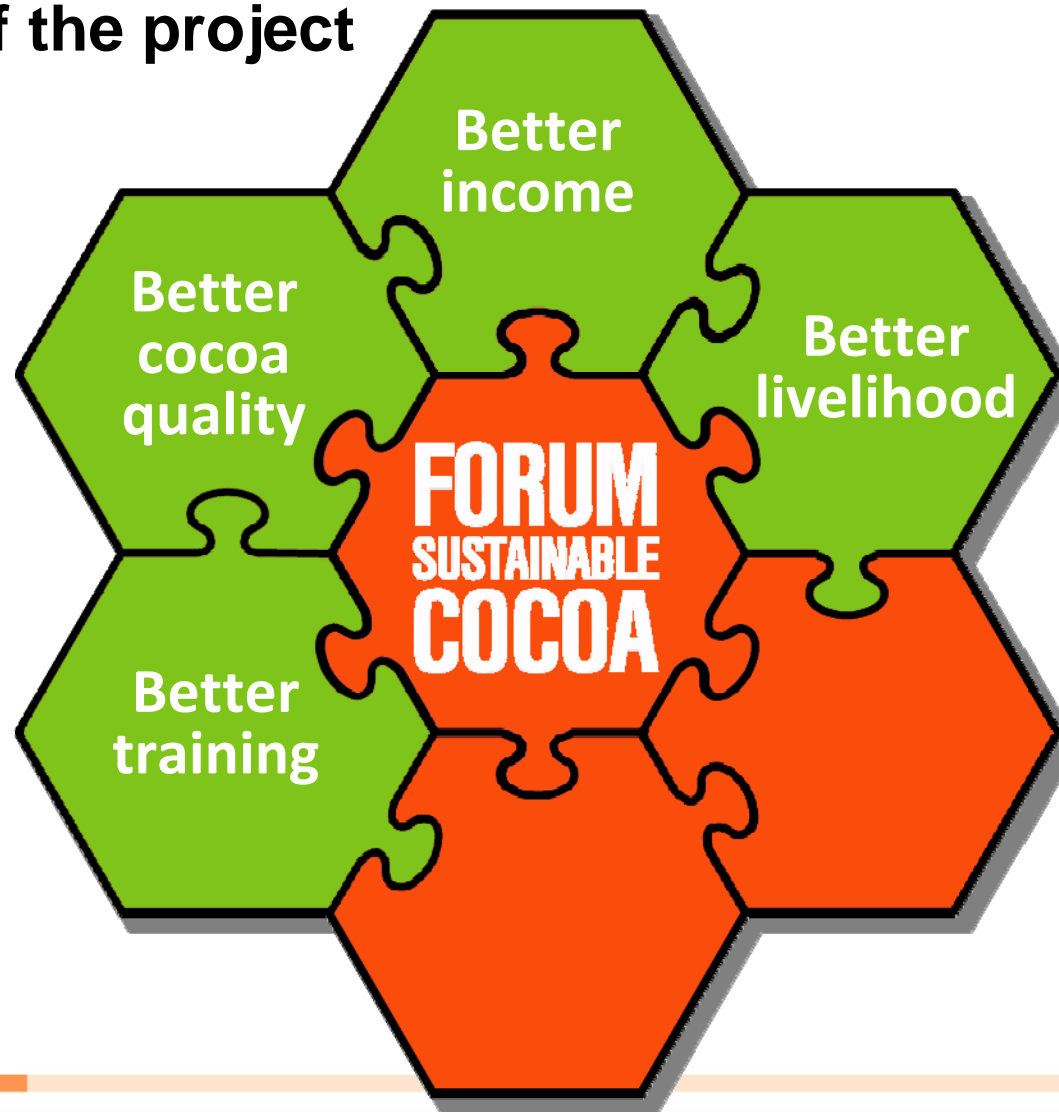 the project
Better
income
Better
cocoa
quality
Better
livelihood
FORUM
SUSTAINABLE
COCOA
Better
training